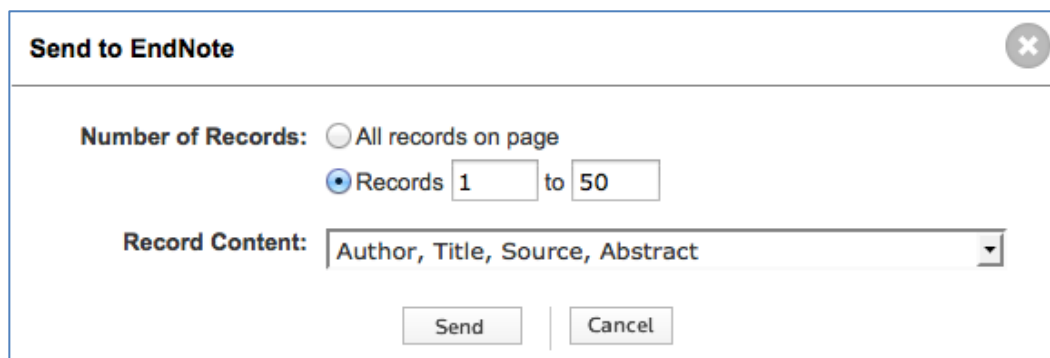 Send to EndNote
Number of Records: All records on page
Records 1 to 50
Record Content: Author, Title, Source, Abstract
Send Cancel